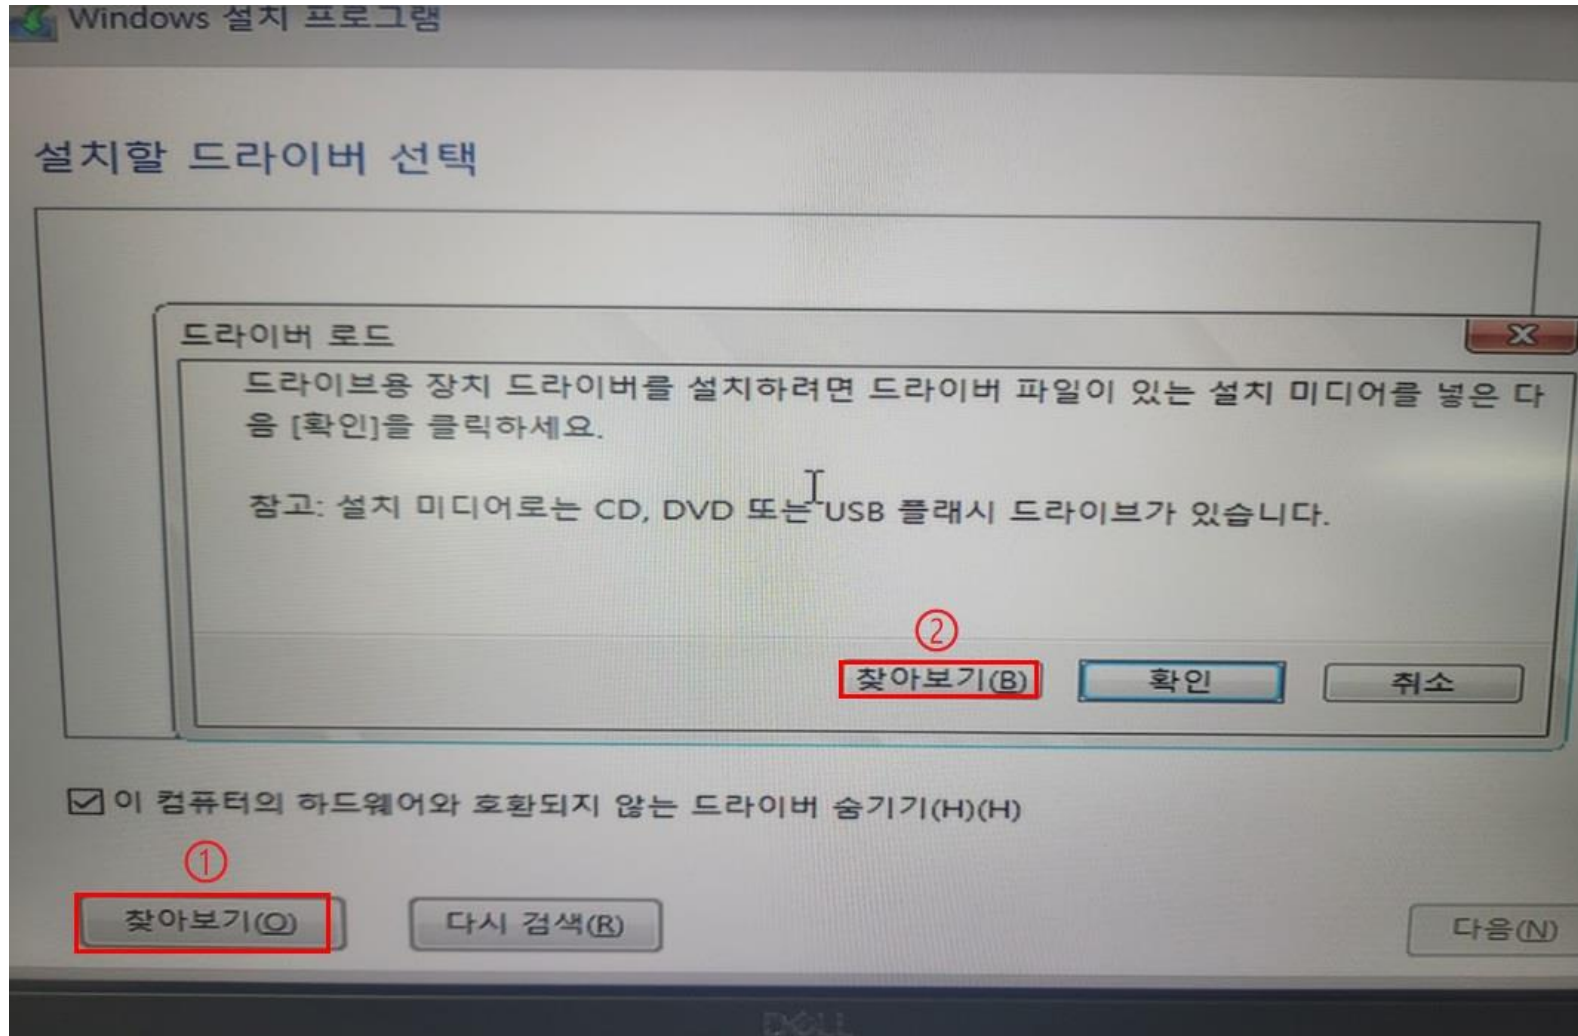 Windows 설치 프로그램
설치할 드라이버 선택
드라이버 로드
드라이브용 장치 드라이버를 설치하려면 드라이버 파일이 있는 설치 미디어를 넣은 다
음 [확인]을 클릭하세요.
참고: 설치 미디어로는 CD, DVD 또는 USB 플래시 드라이브가 있습니다.
②
찾아보기(B) 확인 취소
이 컴퓨터의 하드웨어와 호환되지 않는 드라이버 숨기기(H)(H)
①
찾아보기(O) 다시 검색(R) 다음(N)
DELL